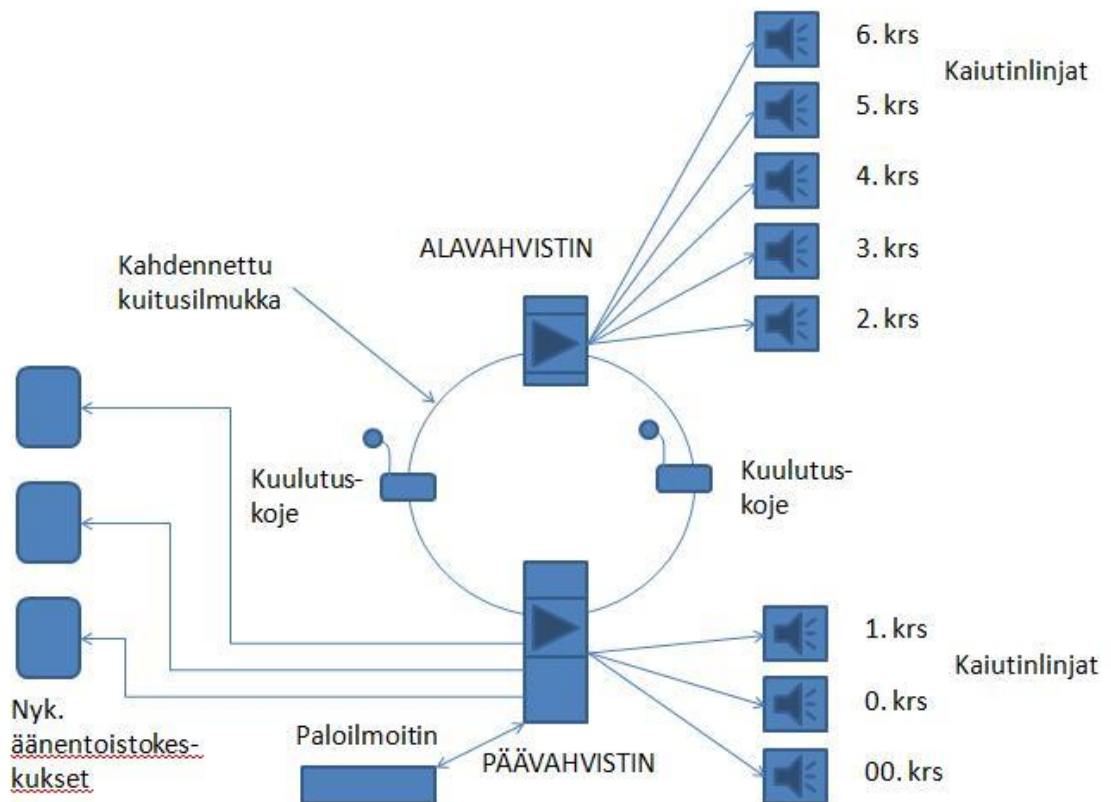 6. krs
Kaiutinlinjat
5. krs
4. krs
3. krs
2. krs
ALAVAHVISTIN
Kahdennettu
kuitusilmukka
Kuulutus-
koje
Kuulutus-
koje
1. krs
Kaiutinlinjat
0. krs
00. krs
Nyk.
äänentoistokes-
kukset
Paloilmoitin
PÄÄVAHVISTIN